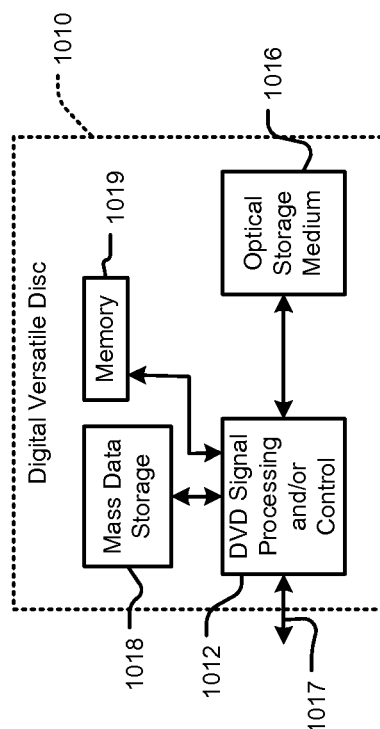 1010
Digital Versatile Disc
1019
Memory
Mass Data
Storage
1018
DVD Signal
Processing
and/or
Control
1012
1017
Optical
Storage
Medium
1016